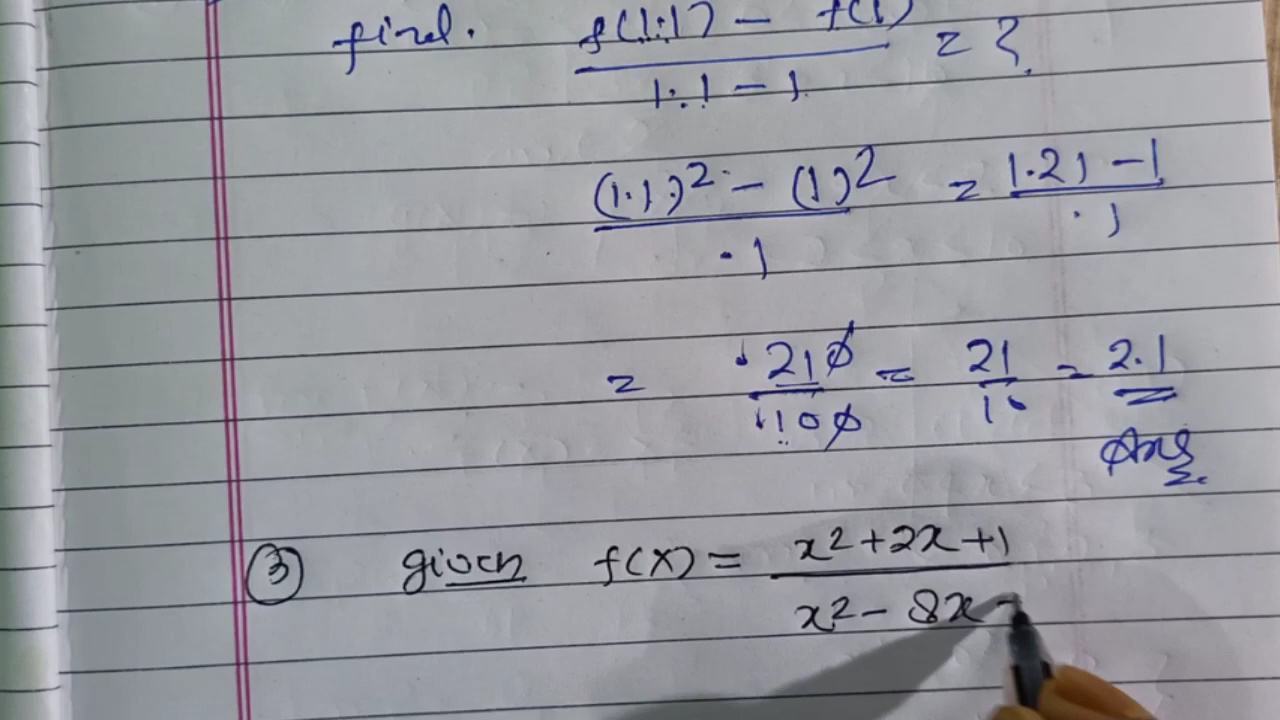 find. f(1.1) - f(1) / 1.1 - 1 = ?
(1.1)² - (1)² / .1 = 1.21 - 1 / .1
= .210 / .100 = 21 / 10 = 2.1
Ans
③ given f(x) = x² + 2x + 1 / x² - 8x -